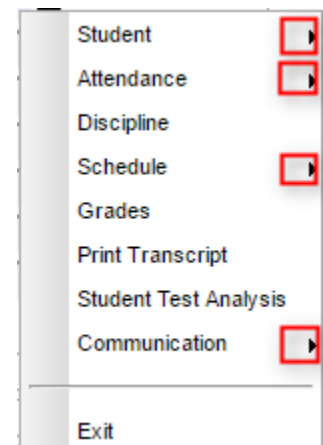 Student
Attendance
Discipline
Schedule
Grades
Print Transcript
Student Test Analysis
Communication
Exit